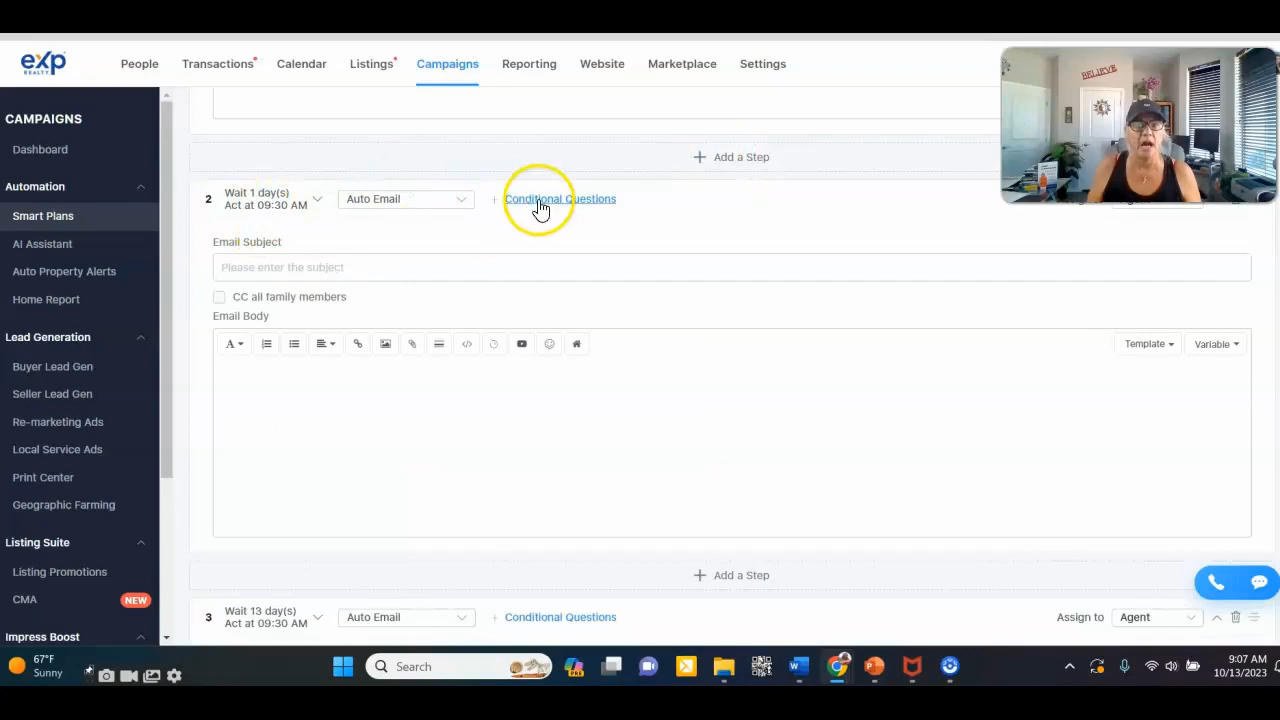 exp
REALTY
People
Transactions
Calendar
Listings
Campaigns
Reporting
Website
Marketplace
Settings
BELIEVE
CAMPAIGNS
Dashboard
Automation
Smart Plans
AI Assistant
Auto Property Alerts
Home Report
Lead Generation
Buyer Lead Gen
Seller Lead Gen
Re-marketing Ads
Local Service Ads
Print Center
Geographic Farming
Listing Suite
Listing Promotions
CMA
NEW
Impress Boost
+ Add a Step
2
Wait 1 day(s)
Act at 09:30 AM
Auto Email
+ Conditional Questions
Email Subject
Please enter the subject
CC all family members
Email Body
A
Template
Variable
+ Add a Step
3
Wait 13 day(s)
Act at 09:30 AM
Auto Email
+ Conditional Questions
Assign to
Agent
67°F
Sunny
Search
PRE
W
P
9:07 AM
10/13/2023